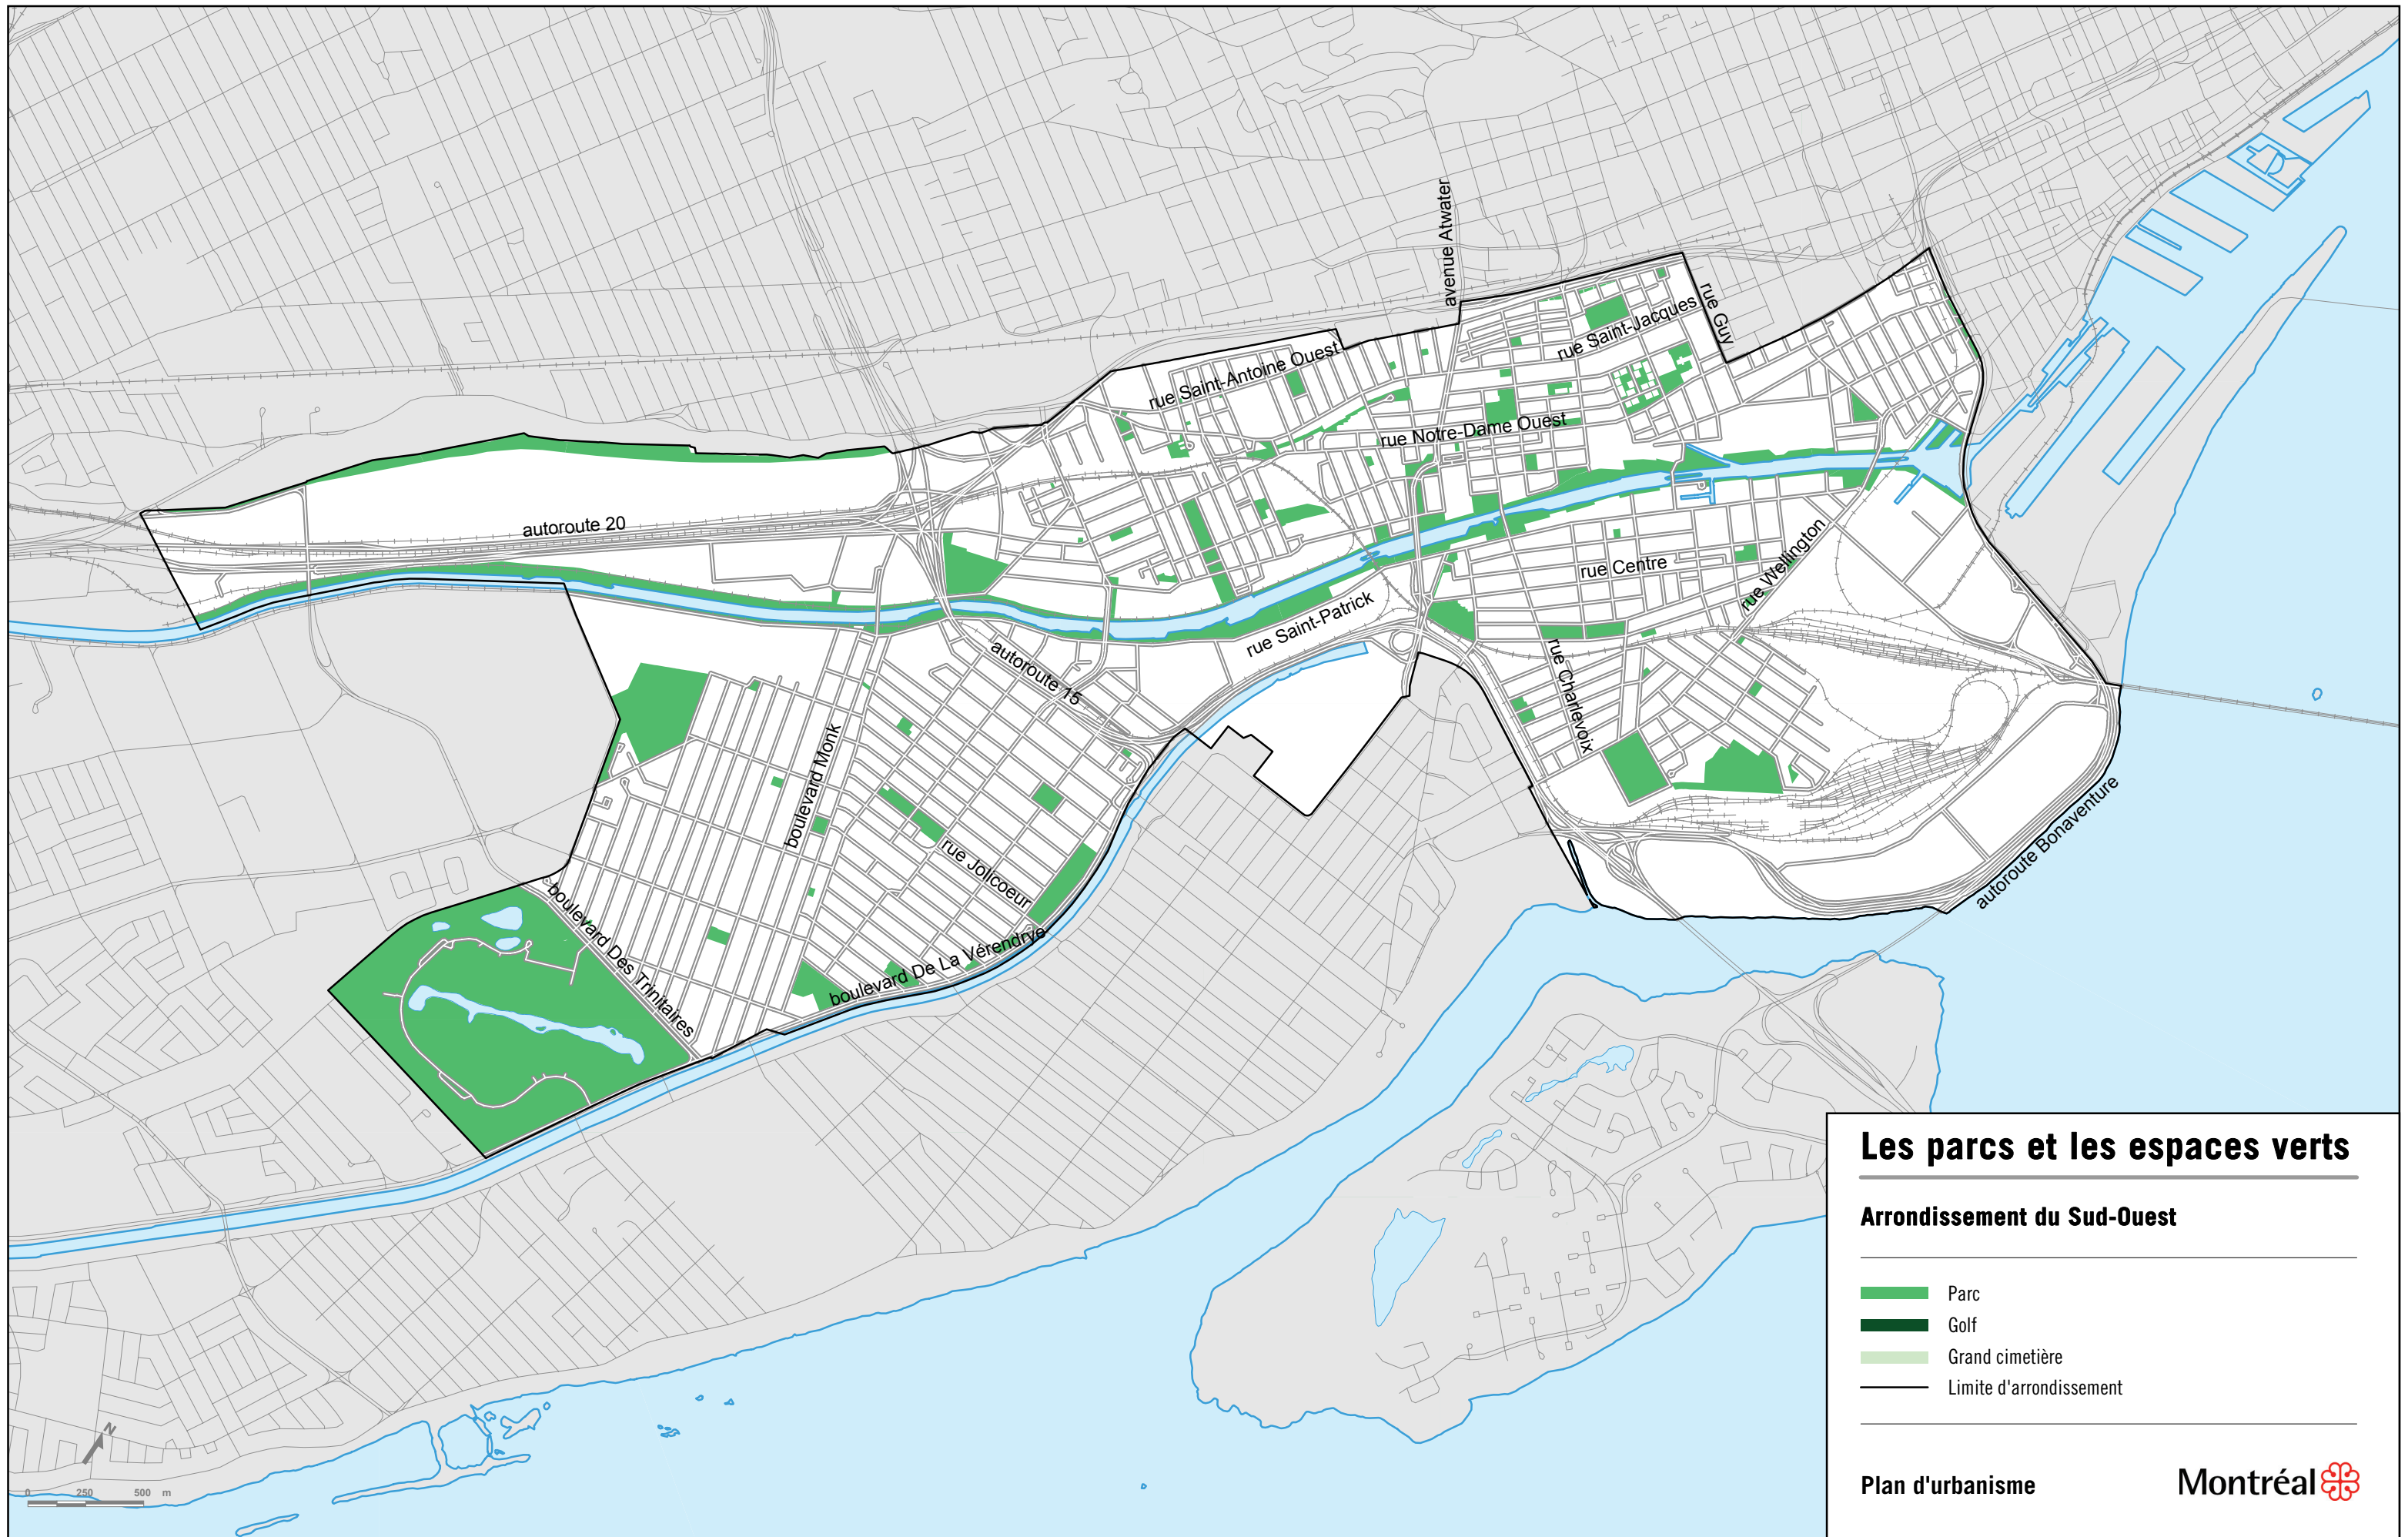 avenue Atwater
rue Guy
rue Saint-Jacques
rue Saint-Antoine Ouest
rue Notre-Dame Ouest
autoroute 20
rue Centre
rue Wellington
rue Saint-Patrick
autoroute 15
rue Charlevoix
boulevard Monk
rue Jolicoeur
autoroute Bonaventure
boulevard Des Trinitaires
boulevard De La Vérendrye
Les parcs et les espaces verts
Arrondissement du Sud-Ouest
Parc
Golf
Grand cimetière
Limite d'arrondissement
Plan d'urbanisme
Montréal
N
0 250 500 m